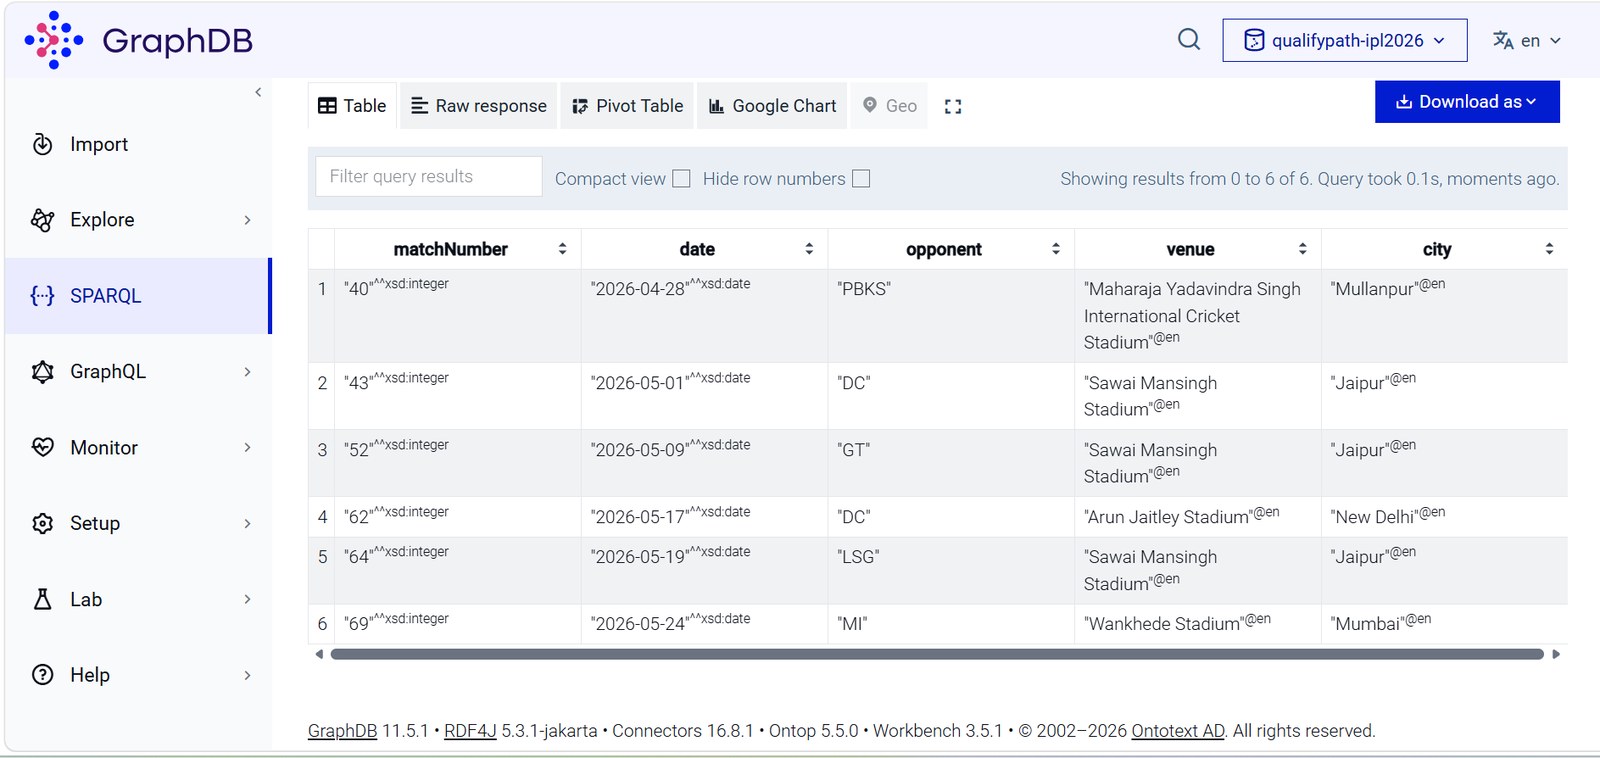 GraphDB
qualifypath-ipl2026
en
Import
Explore
SPARQL
GraphQL
Monitor
Setup
Lab
Help
Table
Raw response
Pivot Table
Google Chart
Geo
Download as
Filter query results
Compact view
Hide row numbers
Showing results from 0 to 6 of 6. Query took 0.1s, moments ago.
matchNumber date opponent venue city
1 "40"^^xsd:integer "2026-04-28"^^xsd:date "PBKS" "Maharaja Yadavindra Singh "Mullanpur"@en
International Cricket
Stadium"@en
2 "43"^^xsd:integer "2026-05-01"^^xsd:date "DC" "Sawai Mansingh "Jaipur"@en
Stadium"@en
3 "52"^^xsd:integer "2026-05-09"^^xsd:date "GT" "Sawai Mansingh "Jaipur"@en
Stadium"@en
4 "62"^^xsd:integer "2026-05-17"^^xsd:date "DC" "Arun Jaitley Stadium"@en "New Delhi"@en
5 "64"^^xsd:integer "2026-05-19"^^xsd:date "LSG" "Sawai Mansingh "Jaipur"@en
Stadium"@en
6 "69"^^xsd:integer "2026-05-24"^^xsd:date "MI" "Wankhede Stadium"@en "Mumbai"@en
GraphDB 11.5.1 • RDF4J 5.3.1-jakarta • Connectors 16.8.1 • Ontop 5.5.0 • Workbench 3.5.1 • © 2002–2026 Ontotext AD. All rights reserved.